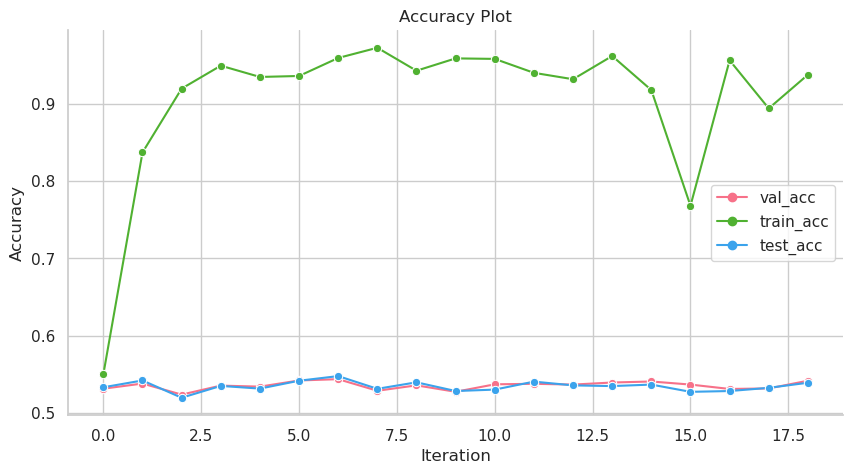 Accuracy Plot
Accuracy
0.9
0.8
0.7
0.6
0.5
val_acc
train_acc
test_acc
0.0 2.5 5.0 7.5 10.0 12.5 15.0 17.5
Iteration